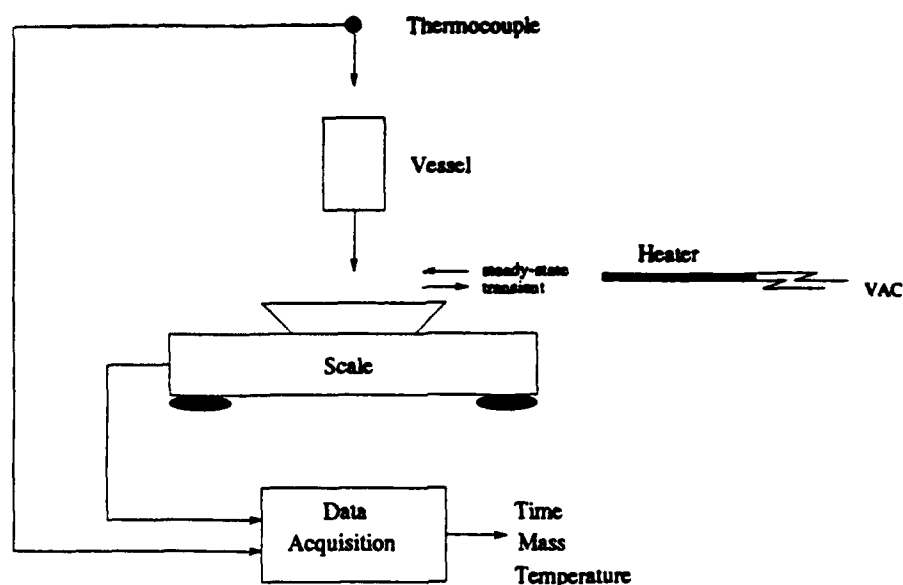 Thermocouple
Vessel
Heater
steady-state
transient
VAC
Scale
Data
Acquisition
Time
Mass
Temperature